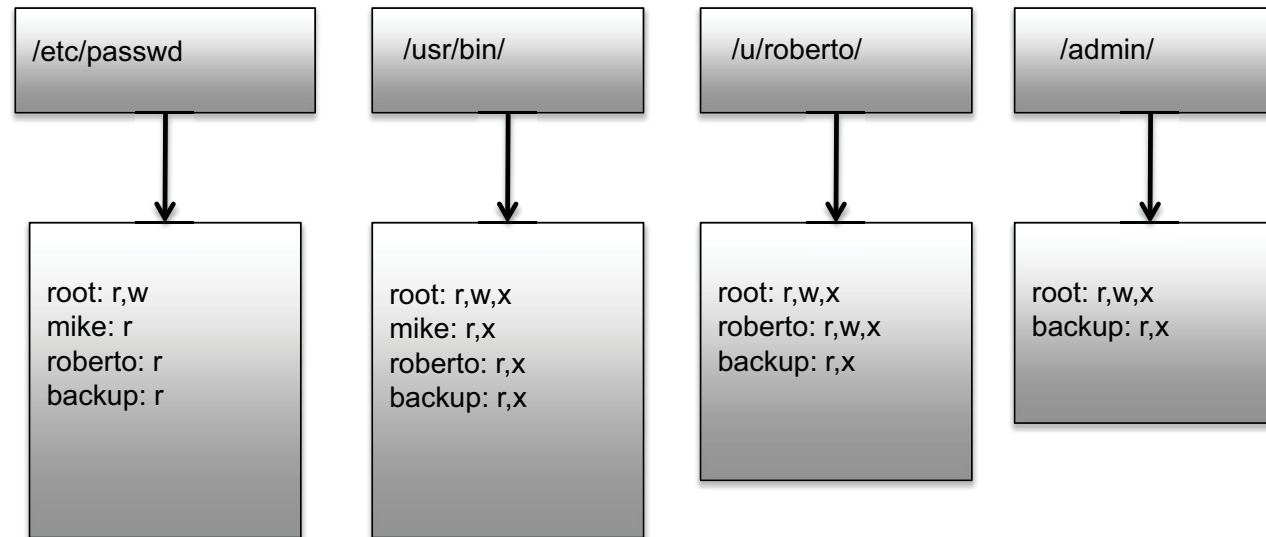 /etc/passwd
/usr/bin/
/u/roberto/
/admin/
root: r,w
mike: r
roberto: r
backup: r
root: r,w,x
mike: r,x
roberto: r,x
backup: r,x
root: r,w,x
roberto: r,w,x
backup: r,x
root: r,w,x
backup: r,x